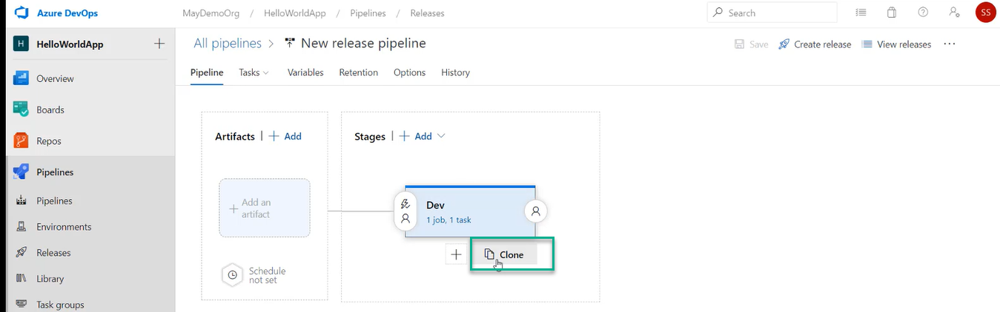 Azure DevOps
MayDemoOrg / HelloWorldApp / Pipelines / Releases
Search
SS
H HelloWorldApp
All pipelines > New release pipeline
Save Create release View releases ...
Overview
Pipeline Tasks Variables Retention Options History
Boards
Repos
Artifacts | + Add
Stages | + Add
Pipelines
Add an
artifact
Dev
1 job, 1 task
Pipelines
Environments
Releases
Clone
Schedule
not set
Library
Task groups